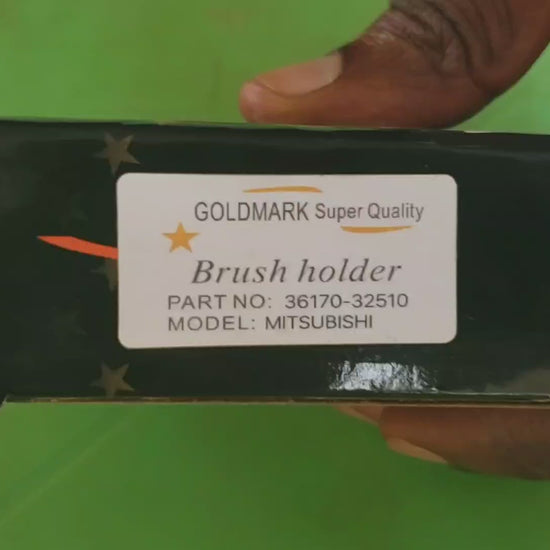 GOLDMARK Super Quality
Brush holder
PART NO: 36170-32510
MODEL: MITSUBISHI